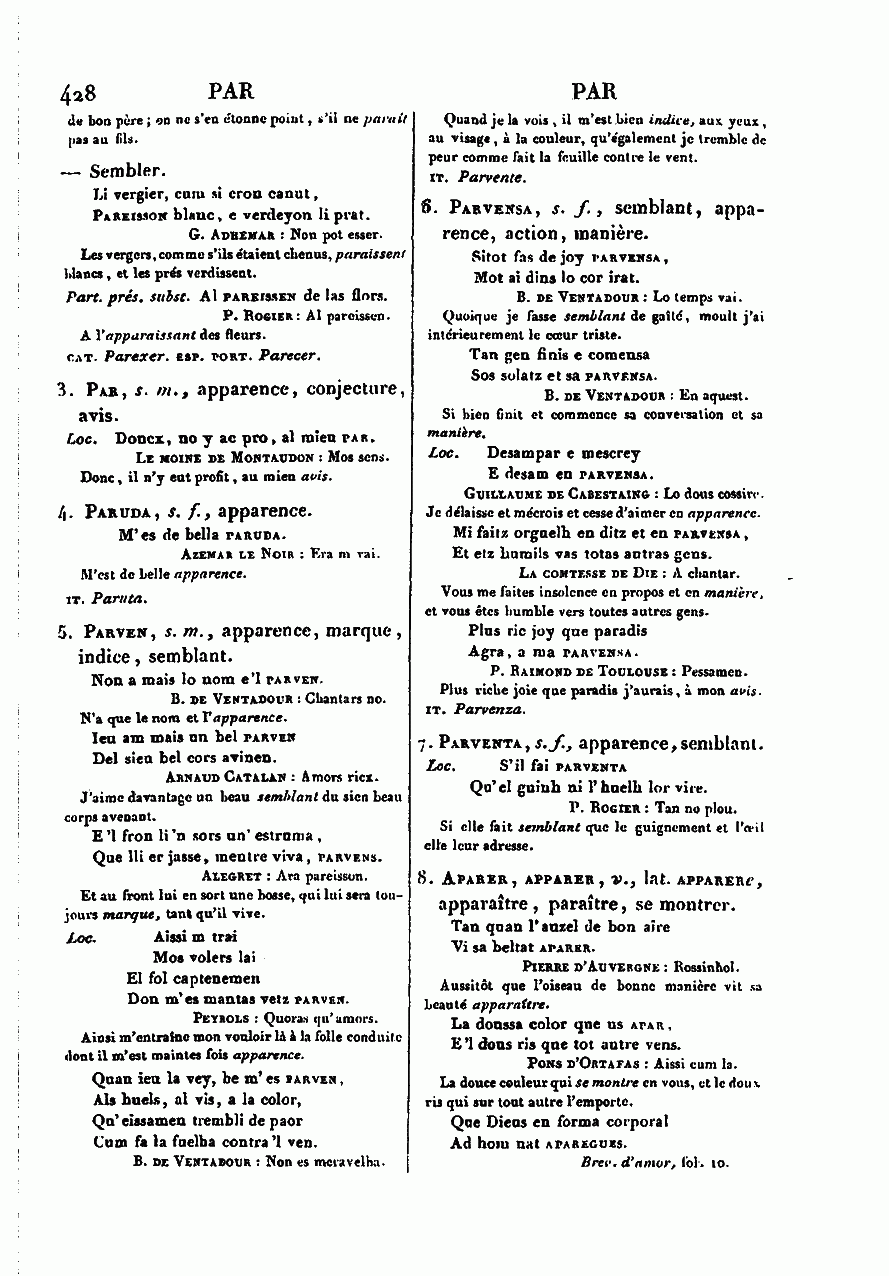 428 PAR PAR
de bon père ; on ne s'en étonne point, s'il ne paraît
pas au fils.
— Sembler.
Li vergier, cum si eron canut,
PAREISSON blanc, e verdeyon li prat.
G. ADHEMAR : Non pot esser.
Les vergers, comme s'ils étaient chenus, paraissent
blancs, et les prés verdissent.
Part. prés. subst. Al PAREISSEN de las flors.
P. ROGIER : Al pareissen.
A l'apparaissant des fleurs.
CAT. Parexer. ESP. PORT. Parecer.
3. PAR, s. m., apparence, conjecture,
avis.
Loc. Doncx, no y ac pro, al mieu PAR.
LE MOINE DE MONTAUDON : Mos sens.
Donc, il n'y eut profit, au mien avis.
4. PARUDA, s. f., apparence.
M'es de bella PARUDA.
AZEMAR LE NOIR : Era m vai.
M'est de belle apparence.
IT. Paruta.
5. PARVEN, s. m., apparence, marque,
indice, semblant.
Non a mais lo nom e'l PARVEN.
B. DE VENTADOUR : Chantars no.
N'a que le nom et l'apparence.
Ieu am mais un bel PARVEN
Del sieu bel cors avinen.
ARNAUD CATALAN : Amors ricx.
J'aime davantage un beau semblant du sien beau
corps avenant.
E'l fron li'n sors un' estruma,
Que lli er jasse, mentre viva, PARVENS.
ALEGRET : Ara pareisson.
Et au front lui en sort une bosse, qui lui sera tou-
jours marque, tant qu'il vive.
Loc. Aissi m trai
Mos volers lai
El fol captenemen
Don m'es mantas vetz PARVEN.
PEYROLS : Quoras qu'amors.
Ainsi m'entraîne mon vouloir là à la folle conduite
dont il m'est maintes fois apparence.
Quan ieu la vey, be m'es PARVEN,
Als huels, al vis, a la color,
Qu'eissamen trembli de paor
Cum fa la fuelha contra'l ven.
B. DE VENTADOUR : Non es meravelha.
Quand je la vois, il m'est bien indice, aux yeux,
au visage, à la couleur, qu'également je tremble de
peur comme fait la feuille contre le vent.
IT. Parvente.
6. PARVENSA, s. f., semblant, appa-
rence, action, manière.
Sitot fas de joy PARVENSA,
Mot ai dins lo cor irat.
B. DE VENTADOUR : Lo temps vai.
Quoique je fasse semblant de gaîté, moult j'ai
intérieurement le cœur triste.
Tan gen finis e comensa
Sos solatz et sa PARVENSA.
B. DE VENTADOUR : En aquest.
Si bien finit et commence sa conversation et sa
manière.
Loc. Desampar e mescrey
E desam en PARVENSA.
GUILLAUME DE CABESTAING : Lo dous cossire.
Je délaisse et mécrois et cesse d'aimer en apparence.
Mi faitz orguelh en ditz et en PARVENSA,
Et etz humils vas totas autras gens.
LA COMTESSE DE DIE : A chantar.
Vous me faites insolence en propos et en manière,
et vous êtes humble vers toutes autres gens.
Plus ric joy que paradis
Agra, a ma PARVENSA.
P. RAIMOND DE TOULOUSE : Pessamen.
Plus riche joie que paradis j'aurais, à mon avis.
IT. Parvenza.
7. PARVENTA, s. f., apparence, semblant.
Loc. S'il fai PARVENTA
Qu'el guinh ni l'huelh lor vire.
P. ROGIER : Tan no plou.
Si elle fait semblant que le guignement et l'œil
elle leur adresse.
8. APARER, APPARER, v., lat. APPARERe,
apparaître, paraître, se montrer.
Tan quan l'auzel de bon aire
Vi sa beltat APARER.
PIERRE D'AUVERGNE : Rossinhol.
Aussitôt que l'oiseau de bonne manière vit sa
beauté apparaître.
La doussa color que us APAR,
E'l dous ris que tot autre vens.
PONS D'ORTAFAS : Aissi cum la.
La douce couleur qui se montre en vous, et le doux
ris qui sur tout autre l'emporte.
Que Dieus en forma corporal
Ad hom nat APAREGUES.
Brev. d'amor, fol. 10.